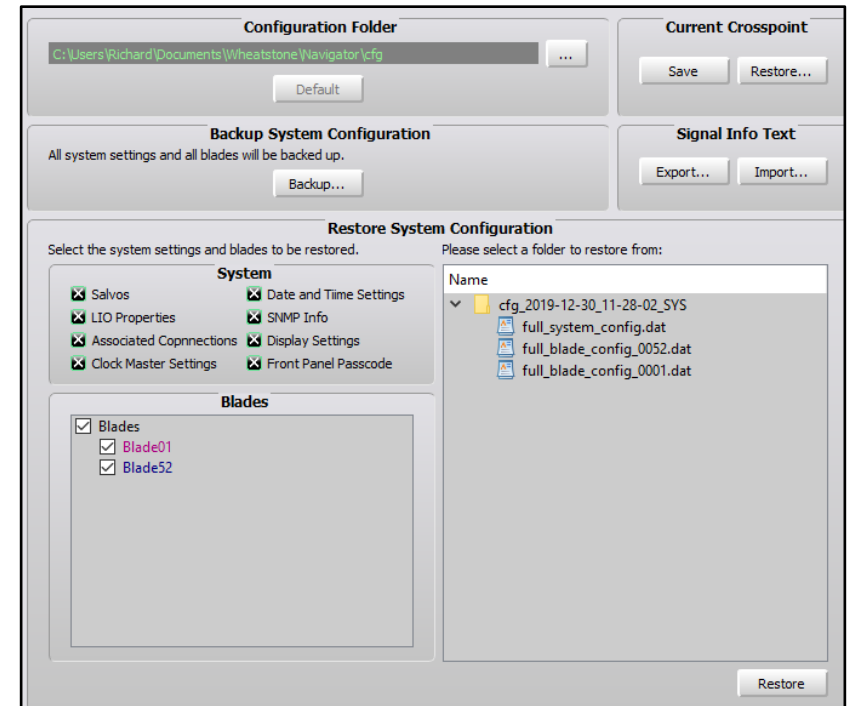 Configuration Folder
C:\Users\Richard\Documents\Wheatstone\Navigator\cfg
...
Default
Current Crosspoint
Save
Restore...
Backup System Configuration
All system settings and all blades will be backed up.
Backup...
Signal Info Text
Export...
Import...
Restore System Configuration
Select the system settings and blades to be restored.
System
Salvos
Date and Tiime Settings
LIO Properties
SNMP Info
Associated Copnnections
Display Settings
Clock Master Settings
Front Panel Passcode
Blades
Blades
Blade01
Blade52
Please select a folder to restore from:
Name
cfg_2019-12-30_11-28-02_SYS
full_system_config.dat
full_blade_config_0052.dat
full_blade_config_0001.dat
Restore